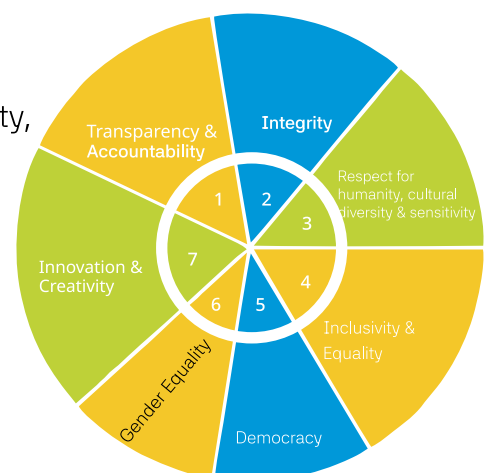 ty,
Transparency &
Accountability
1
Integrity
2
Respect for
humanity, cultural
diversity & sensitivity
3
Inclusivity &
Equality
4
Democracy
5
Gender Equality
6
Innovation &
Creativity
7